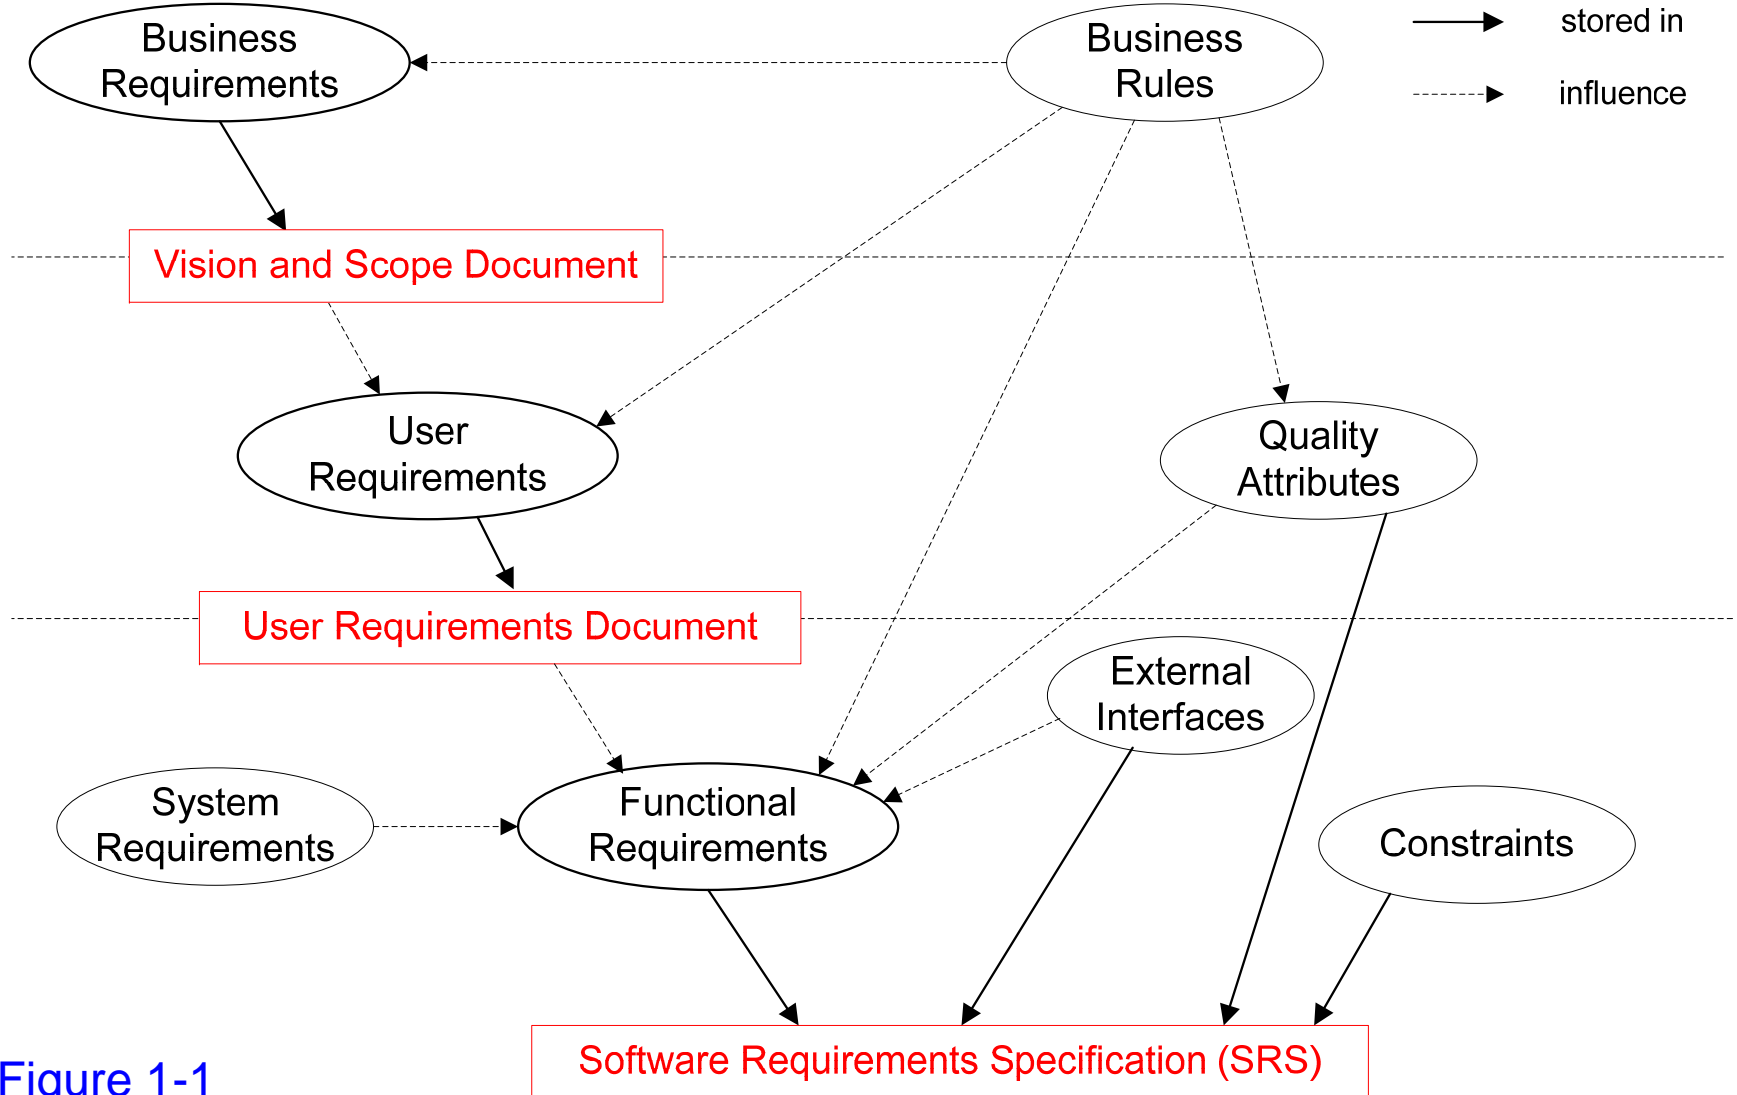 Business
Requirements
Business
Rules
stored in
influence
Vision and Scope Document
User
Requirements
Quality
Attributes
User Requirements Document
External
Interfaces
System
Requirements
Functional
Requirements
Constraints
Software Requirements Specification (SRS)
Figure 1-1